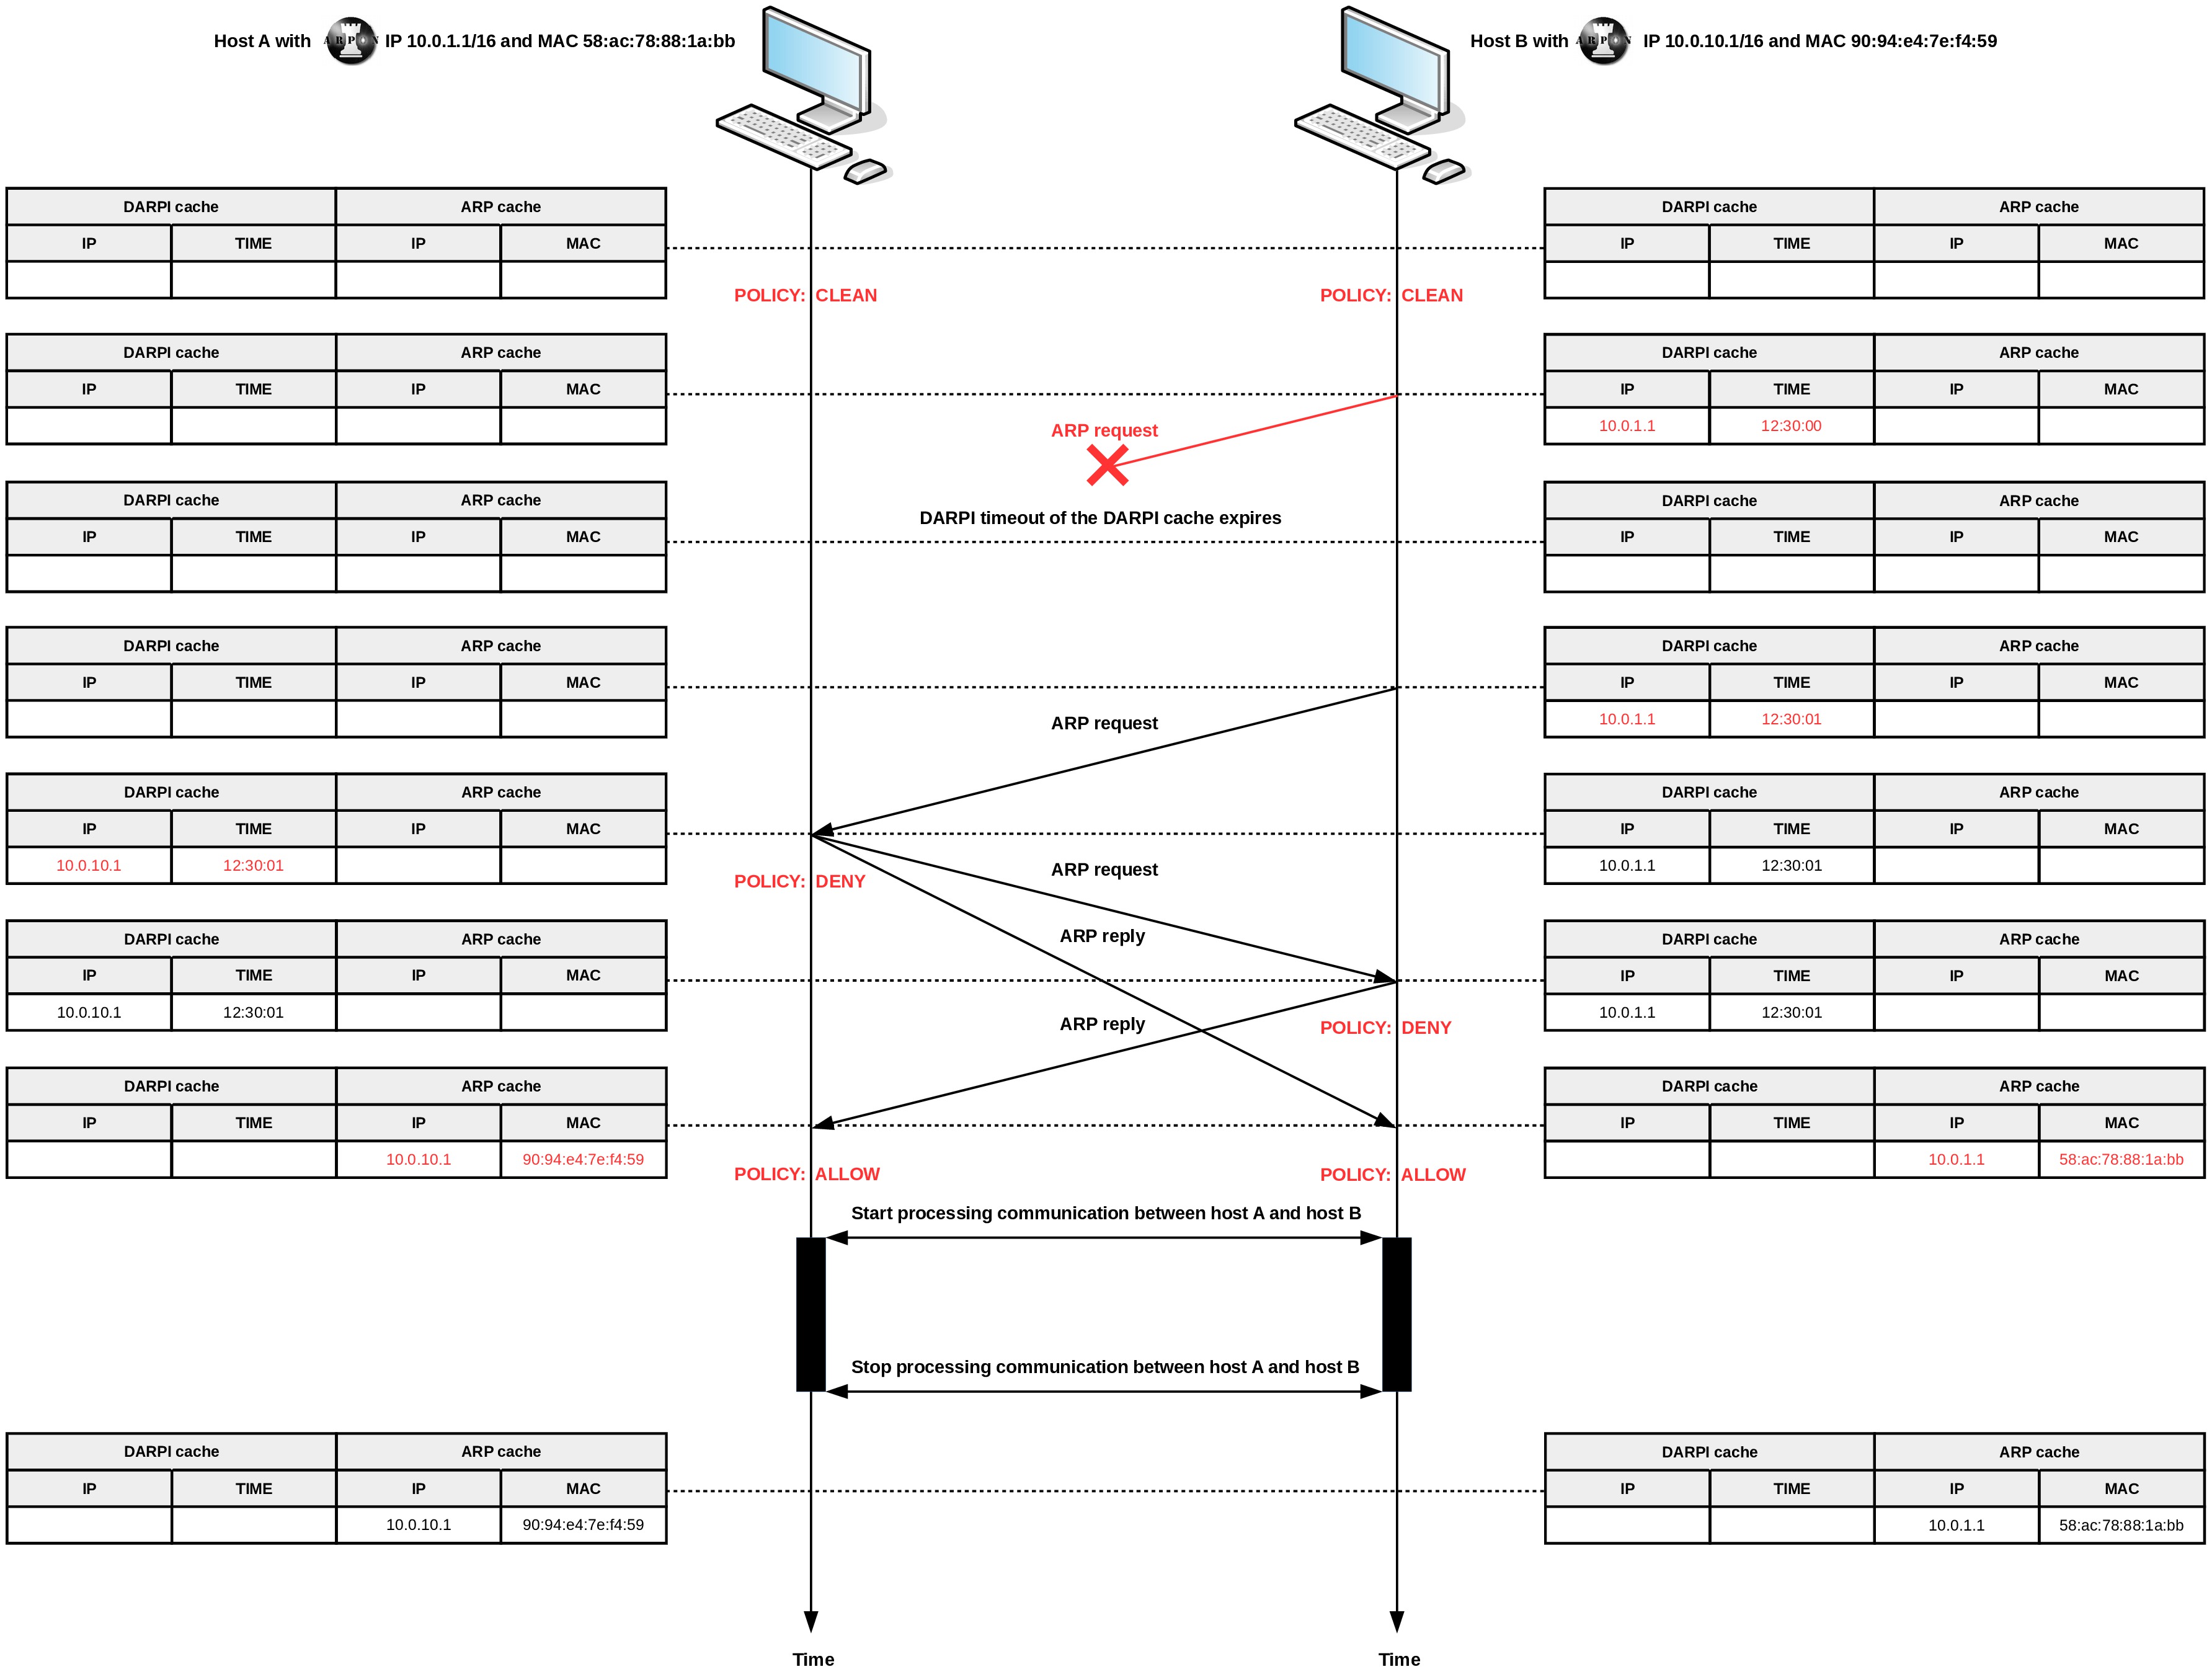 Host A with ARPON IP 10.0.1.1/16 and MAC 58:ac:78:88:1a:bb
Host B with ARPON IP 10.0.10.1/16 and MAC 90:94:e4:7e:f4:59
DARPI cache ARP cache
IP TIME IP MAC
DARPI cache ARP cache
IP TIME IP MAC
POLICY: CLEAN
POLICY: CLEAN
DARPI cache ARP cache
IP TIME IP MAC
DARPI cache ARP cache
IP TIME IP MAC
10.0.1.1 12:30:00
ARP request
DARPI cache ARP cache
IP TIME IP MAC
DARPI timeout of the DARPI cache expires
DARPI cache ARP cache
IP TIME IP MAC
DARPI cache ARP cache
IP TIME IP MAC
DARPI cache ARP cache
IP TIME IP MAC
10.0.1.1 12:30:01
ARP request
DARPI cache ARP cache
IP TIME IP MAC
10.0.10.1 12:30:01
DARPI cache ARP cache
IP TIME IP MAC
10.0.1.1 12:30:01
POLICY: DENY
ARP request
ARP reply
DARPI cache ARP cache
IP TIME IP MAC
10.0.10.1 12:30:01
DARPI cache ARP cache
IP TIME IP MAC
10.0.1.1 12:30:01
ARP reply
POLICY: DENY
DARPI cache ARP cache
IP TIME IP MAC
10.0.10.1 90:94:e4:7e:f4:59
DARPI cache ARP cache
IP TIME IP MAC
10.0.1.1 58:ac:78:88:1a:bb
POLICY: ALLOW
POLICY: ALLOW
Start processing communication between host A and host B
Stop processing communication between host A and host B
DARPI cache ARP cache
IP TIME IP MAC
10.0.10.1 90:94:e4:7e:f4:59
DARPI cache ARP cache
IP TIME IP MAC
10.0.1.1 58:ac:78:88:1a:bb
Time
Time